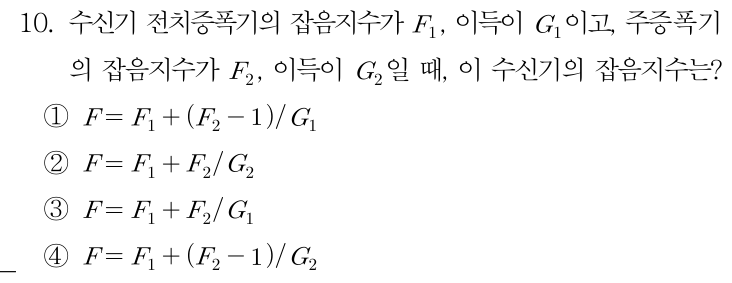 10. 수신기 전치증폭기의 잡음지수가 F₁, 이득이 G₁이고, 주증폭기
의 잡음지수가 F₂, 이득이 G₂일 때, 이 수신기의 잡음지수는?
① F = F₁ + (F₂ − 1)/G₁
② F = F₁ + F₂/G₂
③ F = F₁ + F₂/G₁
④ F = F₁ + (F₂ − 1)/G₂